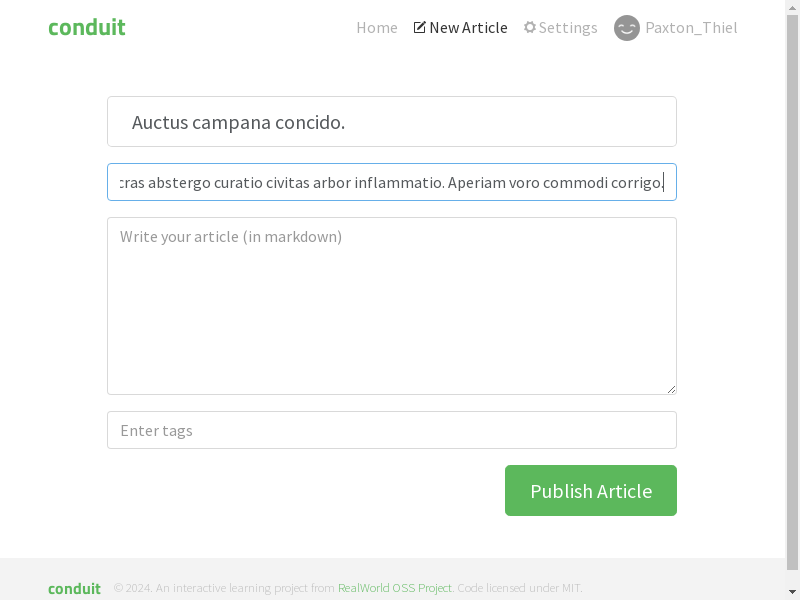 conduit
Home New Article Settings Paxton_Thiel
Auctus campana concido.
cras abstergo curatio civitas arbor inflammatio. Aperiam voro commodi corrigo.
Write your article (in markdown)
Enter tags
Publish Article
conduit © 2024. An interactive learning project from RealWorld OSS Project. Code licensed under MIT.